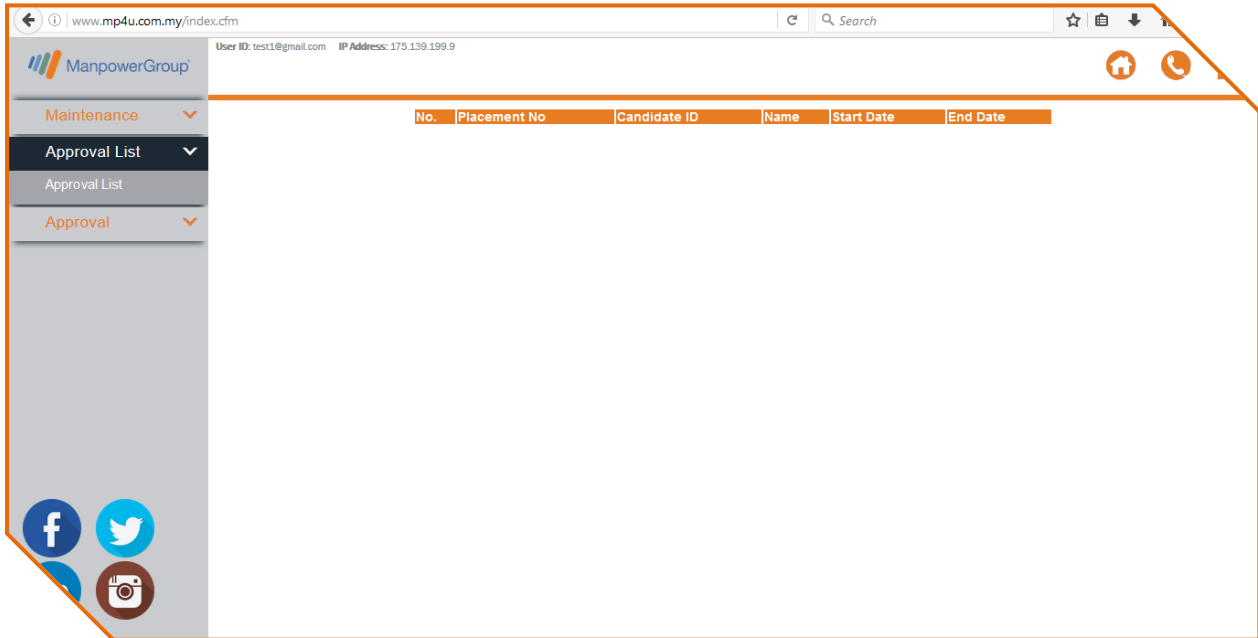 www.mp4u.com.my/index.cfm
Search
ManpowerGroup
User ID: test1@gmail.com IP Address: 175.139.199.9
Maintenance
Approval List
Approval List
Approval
No. Placement No Candidate ID Name Start Date End Date